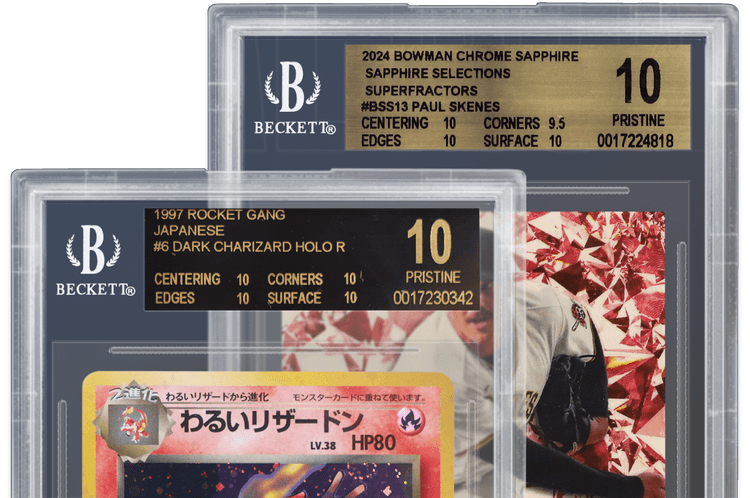 B
BECKETT®
2024 BOWMAN CHROME SAPPHIRE
SAPPHIRE SELECTIONS
SUPERFRACTORS
#BSS13 PAUL SKENES
CENTERING 10 CORNERS 9.5
EDGES 10 SURFACE 10
10
PRISTINE
0017224818
B
BECKETT®
1997 ROCKET GANG
JAPANESE
#6 DARK CHARIZARD HOLO R
CENTERING 10 CORNERS 10
EDGES 10 SURFACE 10
10
PRISTINE
0017230342
2進化
わるいリザードから進化 モンスターカードに重ねて使います。
わるいリザードン
LV.38 HP80